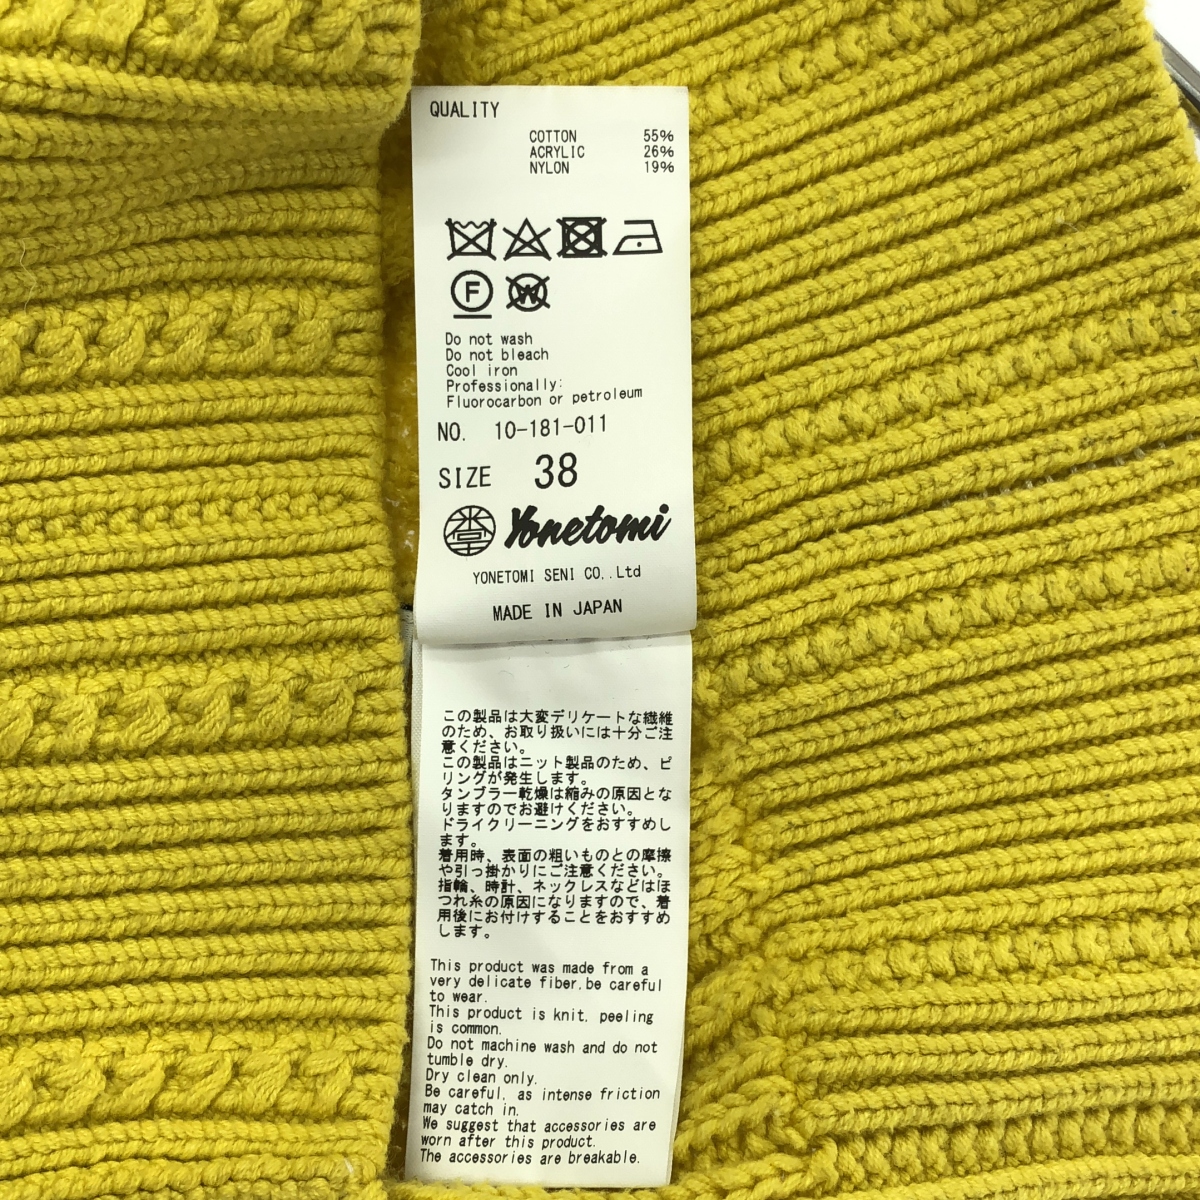 QUALITY
COTTON 55%
ACRYLIC 26%
NYLON 19%
F W
Do not wash
Do not bleach
Cool iron
Professionally:
Fluorocarbon or petroleum
NO. 10-181-011
SIZE 38
Yonetomi
YONETOMI SENI CO.,Ltd
MADE IN JAPAN
この製品は大変デリケートな繊維
のため、お取り扱いには十分ご注
意ください。
この製品はニット製品のため、ピ
リングが発生します。
タンブラー乾燥は縮みの原因とな
りますのでお避けください。
ドライクリーニングをおすすめし
ます。
着用時、表面の粗いものとの摩擦
や引っ掛かりにご注意ください。
指輪、時計、ネックレスなどはほ
つれ糸の原因になりますので、着
用後にお付けすることをおすすめ
します。
This product was made from a
very delicate fiber,be careful
to wear.
This product is knit, peeling
is common.
Do not machine wash and do not
tumble dry.
Dry clean only.
Be careful, as intense friction
may catch in.
We suggest that accessories are
worn after this product.
The accessories are breakable.